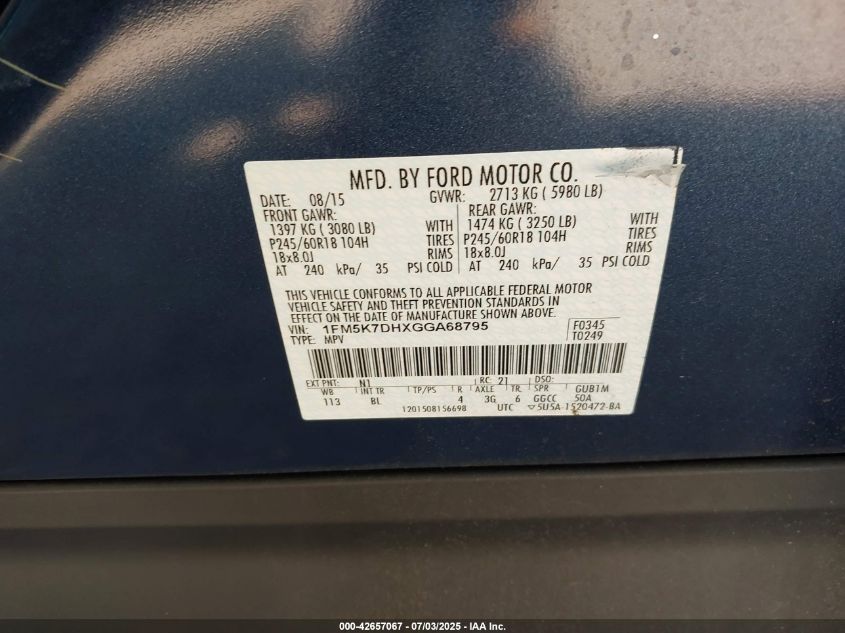 MFD. BY FORD MOTOR CO.
DATE: 08/15 GVWR: 2713 KG ( 5980 LB)
FRONT GAWR: REAR GAWR:
1397 KG ( 3080 LB) WITH 1474 KG ( 3250 LB) WITH
P245/60R18 104H TIRES P245/60R18 104H TIRES
18x8.0J RIMS 18x8.0J RIMS
AT 240 kPa/ 35 PSI COLD AT 240 kPa/ 35 PSI COLD
THIS VEHICLE CONFORMS TO ALL APPLICABLE FEDERAL MOTOR
VEHICLE SAFETY AND THEFT PREVENTION STANDARDS IN
EFFECT ON THE DATE OF MANUFACTURE SHOWN ABOVE.
VIN: 1FM5K7DHXGGA68795 F0345
TYPE: MPV T0249
EXT PNT: N1 RC: 21 DSO:
WB INT TR TP/PS R AXLE TR SPR GUB1M
113 BL 4 3G 6 GGCC 50A
1201508156698 UTC ▽5U5A-1520472-BA
000-42657067 / 07/03/2025 - IAA Inc.